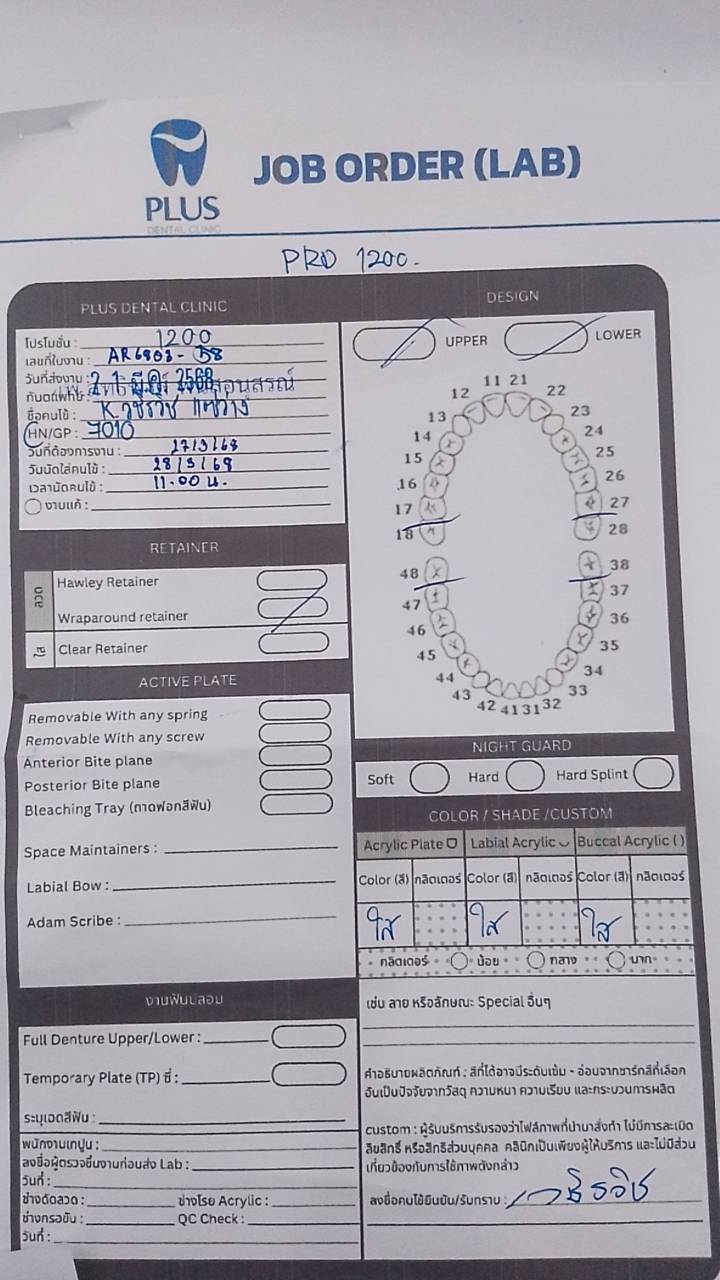 PLUS
DENTAL CLINIC
JOB ORDER (LAB)
PRO 1200.
PLUS DENTAL CLINIC
โปรโมชั่น : 1200
เลขที่ใบงาน : AR6803-58
วันที่ส่งงาน : 21 มี.ค. 2568
ทันตแพทย์ :
ชื่อคนไข้ : K.วชิรวิช
HN/GP : 7010
วันที่ต้องการงาน : 27/3/68
วันนัดใส่คนไข้ : 28/3/68
เวลานัดคนไข้ : 11.00 น.
งานแก้ :
RETAINER
ลวด
Hawley Retainer
Wraparound retainer
ใส
Clear Retainer
ACTIVE PLATE
Removable With any spring
Removable With any screw
Anterior Bite plane
Posterior Bite plane
Bleaching Tray (ถาดฟอกสีฟัน)
Space Maintainers :
Labial Bow :
Adam Scribe :
งานฟันปลอม
Full Denture Upper/Lower :
Temporary Plate (TP) ซี่ :
ระบุเฉดสีฟัน :
พนักงานเทปูน :
ลงชื่อผู้ตรวจชิ้นงานก่อนส่ง Lab :
วันที่ :
ช่างดัดลวด : ช่างโรย Acrylic :
ช่างกรอขัน : QC Check :
วันที่ :
DESIGN
UPPER LOWER
11 21
12 22
13 23
14 24
15 25
16 26
17 27
18 28
48 38
47 37
46 36
45 35
44 34
43 33
42 41 31 32
NIGHT GUARD
Soft Hard Hard Splint
COLOR / SHADE /CUSTOM
Acrylic Plate Labial Acrylic Buccal Acrylic ( )
Color (สี) กลิตเตอร์ Color (สี) กลิตเตอร์ Color (สี) กลิตเตอร์
ใส ใส ใส
กลิตเตอร์ น้อย กลาง มาก
เช่น ลาย หรือลักษณะ Special อื่นๆ
คำอธิบายผลิตภัณฑ์ : สีที่ได้อาจมีระดับเข้ม - อ่อนจากชาร์ทสีที่เลือก
อันเป็นปัจจัยจากวัสดุ ความหนา ความเรียบ และกระบวนการผลิต
custom : ผู้รับบริการรับรองว่าไฟล์ภาพที่นำมาสั่งทำ ไม่มีการละเมิด
ลิขสิทธิ์ หรือสิทธิส่วนบุคคล คลินิกเป็นเพียงผู้ให้บริการ และไม่มีส่วน
เกี่ยวข้องกับการใช้ภาพดังกล่าว
ลงชื่อคนไข้ยืนยัน/รับทราบ : วชิรวิช